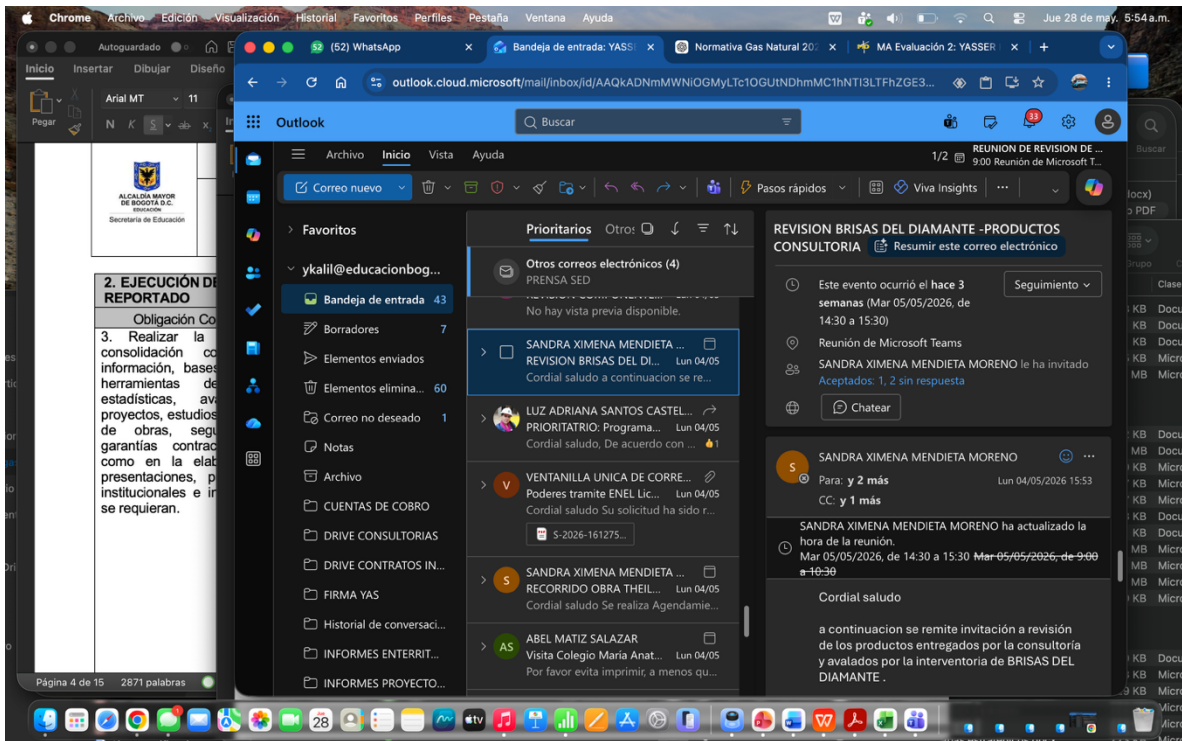 Chrome Archivo Edición Visualización Historial Favoritos Perfiles Pestaña Ventana Ayuda
Jue 28 de may. 5:54 a.m.
Autoguardado
Inicio Insertar Dibujar Diseño
Pegar
Arial MT 11
N K S ab x
ALCALDÍA MAYOR
DE BOGOTÁ D.C.
EDUCACIÓN
Secretaría de Educación
2. EJECUCIÓN DE
REPORTADO
Obligación Co
3. Realizar la
consolidación co
información, bases
herramientas de
estadísticas, ava
proyectos, estudios
de obras, segu
garantías contrac
como en la elab
presentaciones, p
institucionales e in
se requieran.
Página 4 de 15 2871 palabras
(52) WhatsApp
Bandeja de entrada: YASSE
Normativa Gas Natural 202
MA Evaluación 2: YASSER
outlook.cloud.microsoft/mail/inbox/id/AAQkADNmMWNiOGMyLTc1OGUtNDhmMC1hNTI3LTFhZGE3...
Outlook
Buscar
33
Archivo Inicio Vista Ayuda
1/2
REUNION DE REVISION DE ...
9:00 Reunión de Microsoft T...
Correo nuevo
Pasos rápidos
Viva Insights
Favoritos
ykalil@educacionbog...
Bandeja de entrada 43
Borradores 7
Elementos enviados
Elementos elimina... 60
Correo no deseado 1
Notas
Archivo
CUENTAS DE COBRO
DRIVE CONSULTORIAS
DRIVE CONTRATOS IN...
FIRMA YAS
Historial de conversaci...
INFORMES ENTERRIT...
INFORMES PROYECTO...
Prioritarios Otros
Otros correos electrónicos (4)
PRENSA SED
No hay vista previa disponible.
SANDRA XIMENA MENDIETA ...
REVISION BRISAS DEL DI... Lun 04/05
Cordial saludo a continuacion se re...
LUZ ADRIANA SANTOS CASTEL...
PRIORITATRIO: Programa... Lun 04/05
Cordial saludo, De acuerdo con ... 1
V
VENTANILLA UNICA DE CORRE...
Poderes tramite ENEL Lic... Lun 04/05
Cordial saludo Su solicitud ha sido r...
S-2026-161275...
S
SANDRA XIMENA MENDIETA ...
RECORRIDO OBRA THEIL... Lun 04/05
Cordial saludo Se realiza Agendamie...
AS
ABEL MATIZ SALAZAR
Visita Colegio María Anat... Lun 04/05
Por favor evita imprimir, a menos qu...
REVISION BRISAS DEL DIAMANTE -PRODUCTOS
CONSULTORIA Resumir este correo electrónico
Este evento ocurrió el hace 3
semanas (Mar 05/05/2026, de
14:30 a 15:30)
Seguimiento
Reunión de Microsoft Teams
SANDRA XIMENA MENDIETA MORENO le ha invitado
Aceptados: 1, 2 sin respuesta
Chatear
S
SANDRA XIMENA MENDIETA MORENO
Para: y 2 más Lun 04/05/2026 15:53
CC: y 1 más
SANDRA XIMENA MENDIETA MORENO ha actualizado la
hora de la reunión.
Mar 05/05/2026, de 14:30 a 15:30 Mar 05/05/2026, de 9:00
a 10:30
Cordial saludo
a continuacion se remite invitación a revisión
de los productos entregados por la consultoría
y avalados por la interventoria de BRISAS DEL
DIAMANTE .
Buscar
locx)
PDF
Grupo
Clase
28
tv